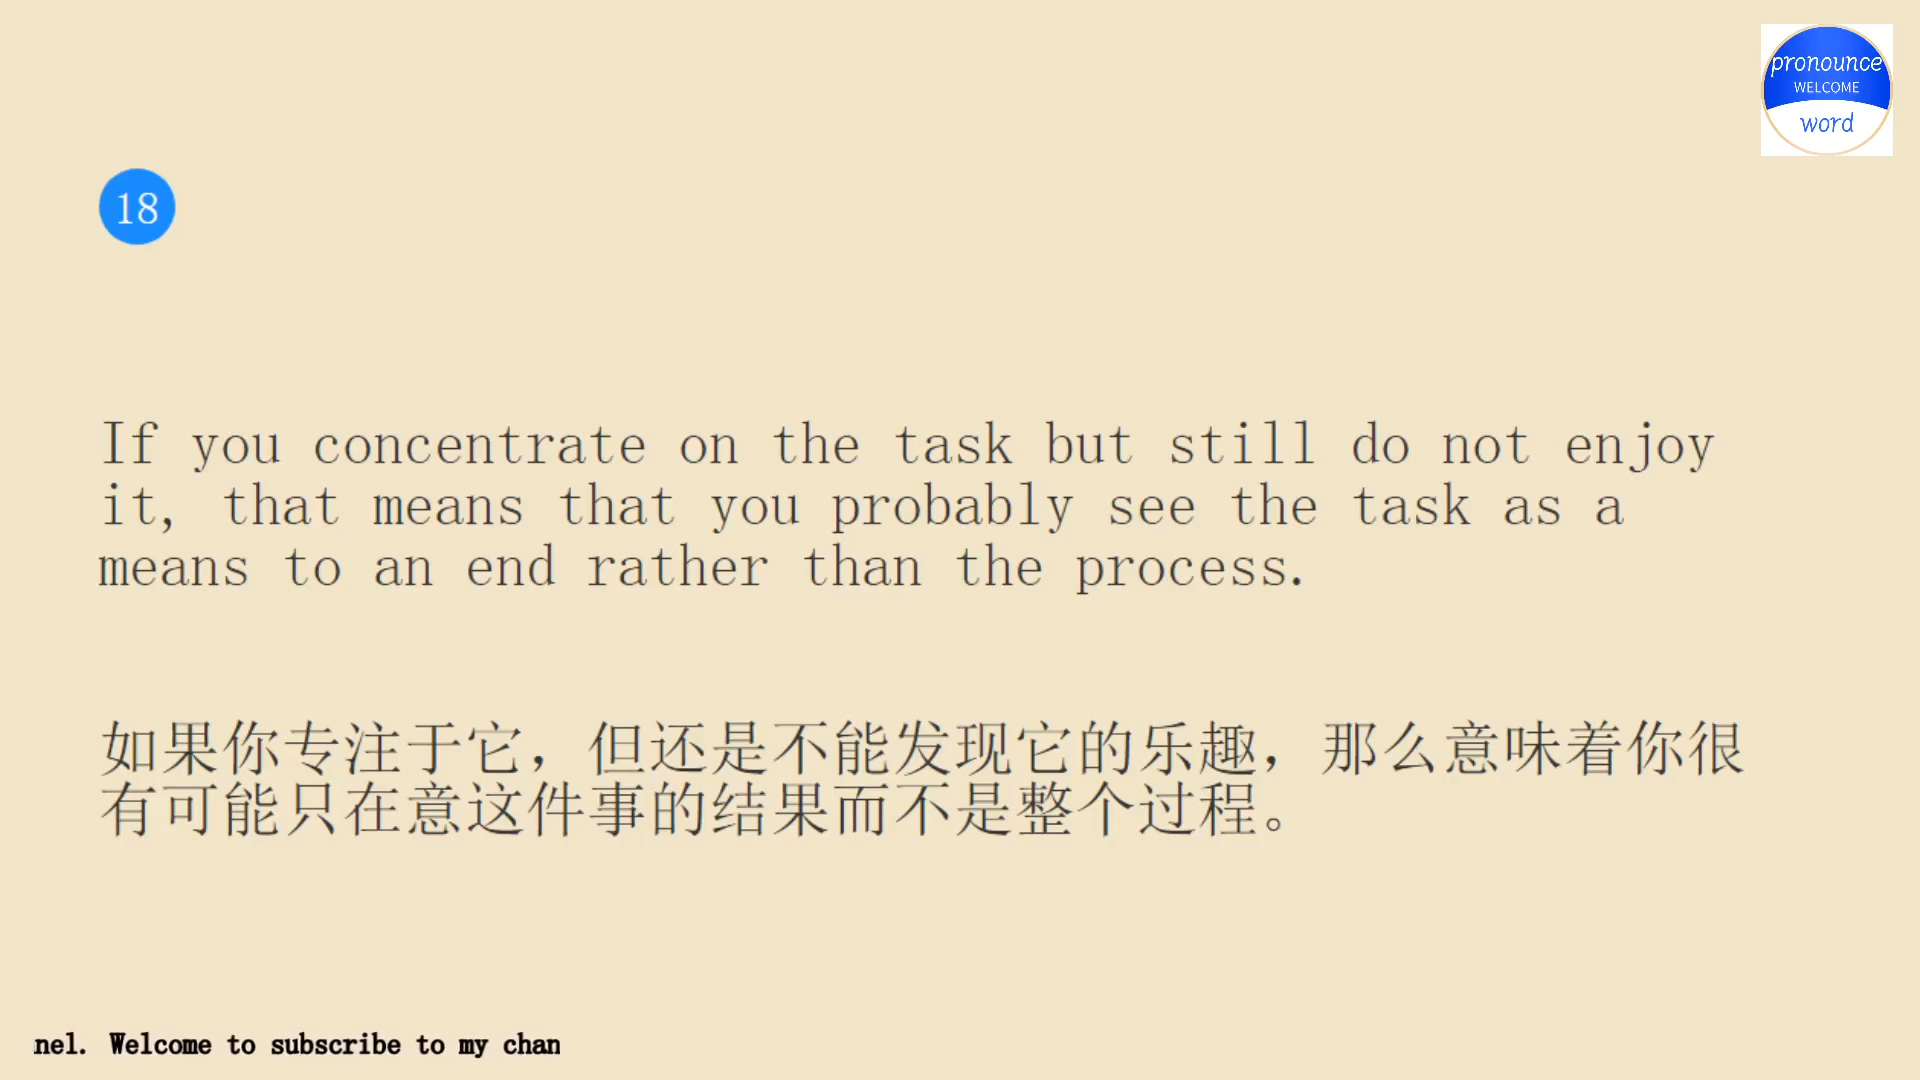 pronounce
WELCOME
word
18
If you concentrate on the task but still do not enjoy
it, that means that you probably see the task as a
means to an end rather than the process.
如果你专注于它，但还是不能发现它的乐趣，那么意味着你很
有可能只在意这件事的结果而不是整个过程。
nel. Welcome to subscribe to my chan